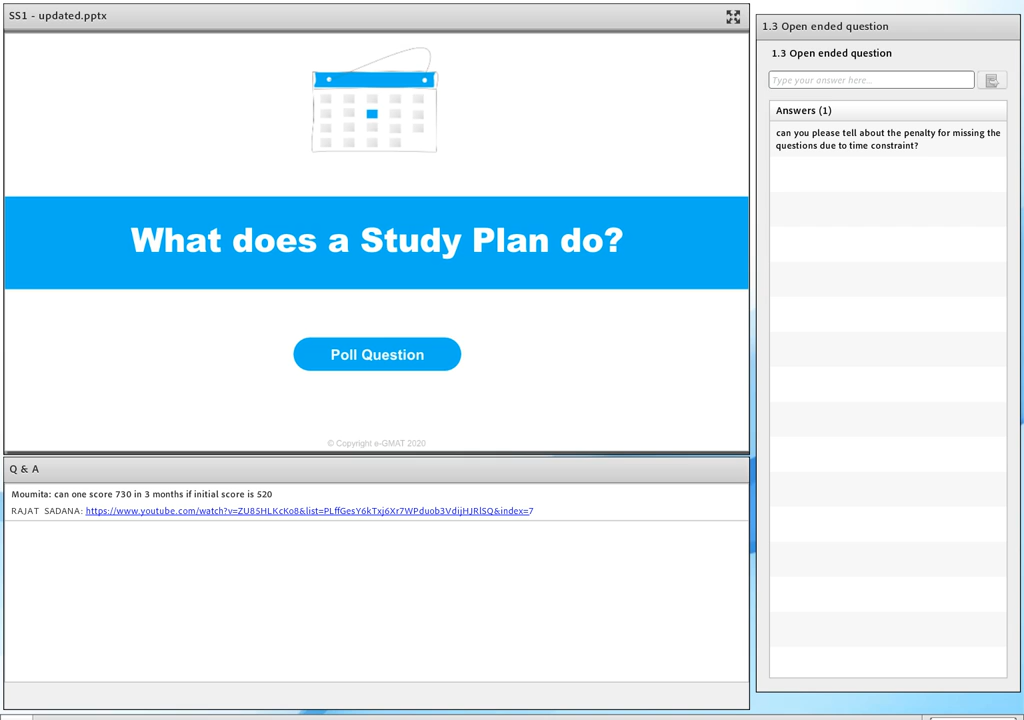 SS1 - updated.pptx
What does a Study Plan do?
Poll Question
© Copyright e-GMAT 2020
Q & A
Moumita: can one score 730 in 3 months if initial score is 520
RAJAT SADANA: https://www.youtube.com/watch?v=ZU85HLKcKo8&list=PLffGesY6kTxj6Xr7WPduob3VdijHJRlSQ&index=7
1.3 Open ended question
1.3 Open ended question
Type your answer here...
Answers (1)
can you please tell about the penalty for missing the
questions due to time constraint?